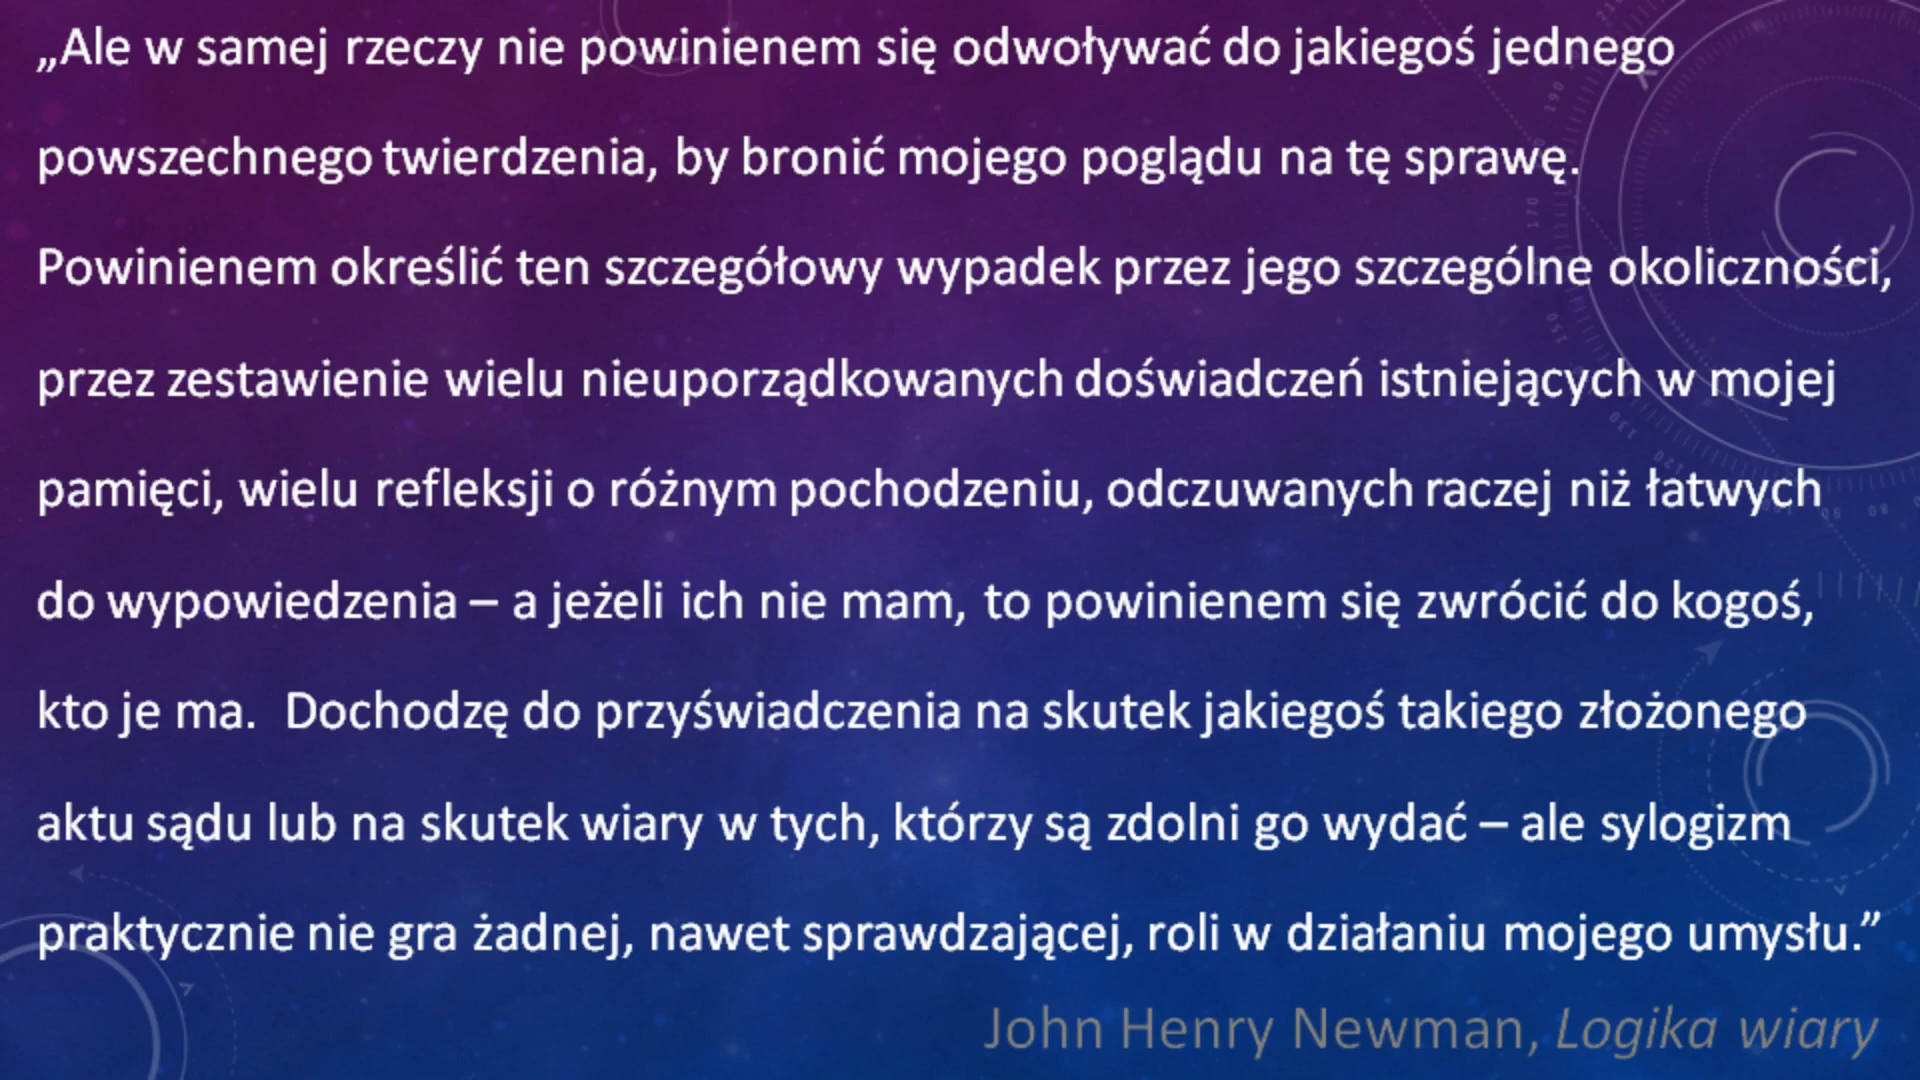 „Ale w samej rzeczy nie powinienem się odwoływać do jakiegoś jednego
powszechnego twierdzenia, by bronić mojego poglądu na tę sprawę.
Powinienem określić ten szczegółowy wypadek przez jego szczególne okoliczności,
przez zestawienie wielu nieuporządkowanych doświadczeń istniejących w mojej
pamięci, wielu refleksji o różnym pochodzeniu, odczuwanych raczej niż łatwych
do wypowiedzenia – a jeżeli ich nie mam, to powinienem się zwrócić do kogoś,
kto je ma. Dochodzę do przyświadczenia na skutek jakiegoś takiego złożonego
aktu sądu lub na skutek wiary w tych, którzy są zdolni go wydać – ale sylogizm
praktycznie nie gra żadnej, nawet sprawdzającej, roli w działaniu mojego umysłu.”
John Henry Newman, Logika wiary